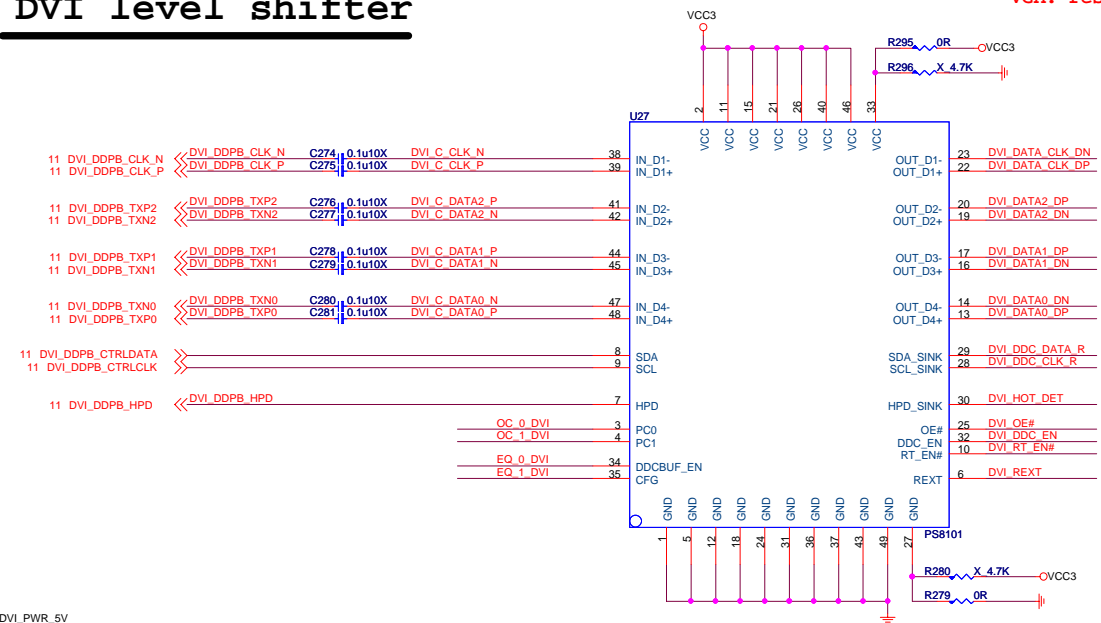 DVI level shifter
VCC3
R295 0R VCC3
R296 X_4.7K
2 11 15 21 26 40 46 33
U27
VCC VCC VCC VCC VCC VCC VCC VCC
11 DVI_DDPB_CLK_N DVI_DDPB_CLK_N C274 0.1u10X DVI_C_CLK_N 38 IN_D1- OUT_D1- 23 DVI_DATA_CLK_DN
11 DVI_DDPB_CLK_P DVI_DDPB_CLK_P C275 0.1u10X DVI_C_CLK_P 39 IN_D1+ OUT_D1+ 22 DVI_DATA_CLK_DP
11 DVI_DDPB_TXP2 DVI_DDPB_TXP2 C276 0.1u10X DVI_C_DATA2_P 41 IN_D2- OUT_D2- 20 DVI_DATA2_DP
11 DVI_DDPB_TXN2 DVI_DDPB_TXN2 C277 0.1u10X DVI_C_DATA2_N 42 IN_D2+ OUT_D2+ 19 DVI_DATA2_DN
11 DVI_DDPB_TXP1 DVI_DDPB_TXP1 C278 0.1u10X DVI_C_DATA1_P 44 IN_D3- OUT_D3- 17 DVI_DATA1_DP
11 DVI_DDPB_TXN1 DVI_DDPB_TXN1 C279 0.1u10X DVI_C_DATA1_N 45 IN_D3+ OUT_D3+ 16 DVI_DATA1_DN
11 DVI_DDPB_TXN0 DVI_DDPB_TXN0 C280 0.1u10X DVI_C_DATA0_N 47 IN_D4- OUT_D4- 14 DVI_DATA0_DN
11 DVI_DDPB_TXP0 DVI_DDPB_TXP0 C281 0.1u10X DVI_C_DATA0_P 48 IN_D4+ OUT_D4+ 13 DVI_DATA0_DP
11 DVI_DDPB_CTRLDATA 8 SDA SDA_SINK 29 DVI_DDC_DATA_R
11 DVI_DDPB_CTRLCLK 9 SCL SCL_SINK 28 DVI_DDC_CLK_R
11 DVI_DDPB_HPD DVI_DDPB_HPD 7 HPD HPD_SINK 30 DVI_HOT_DET
OC_0_DVI 3 PC0 OE# 25 DVI_OE#
OC_1_DVI 4 PC1 DDC_EN 32 DVI_DDC_EN
RT_EN# 10 DVI_RT_EN#
EQ_0_DVI 34 DDCBUF_EN
EQ_1_DVI 35 CFG REXT 6 DVI_REXT
GND GND GND GND GND GND GND GND GND GND GND
1 5 12 18 24 31 36 37 43 49 27
PS8101
R280 X_4.7K VCC3
R279 0R
DVI_PWR_5V